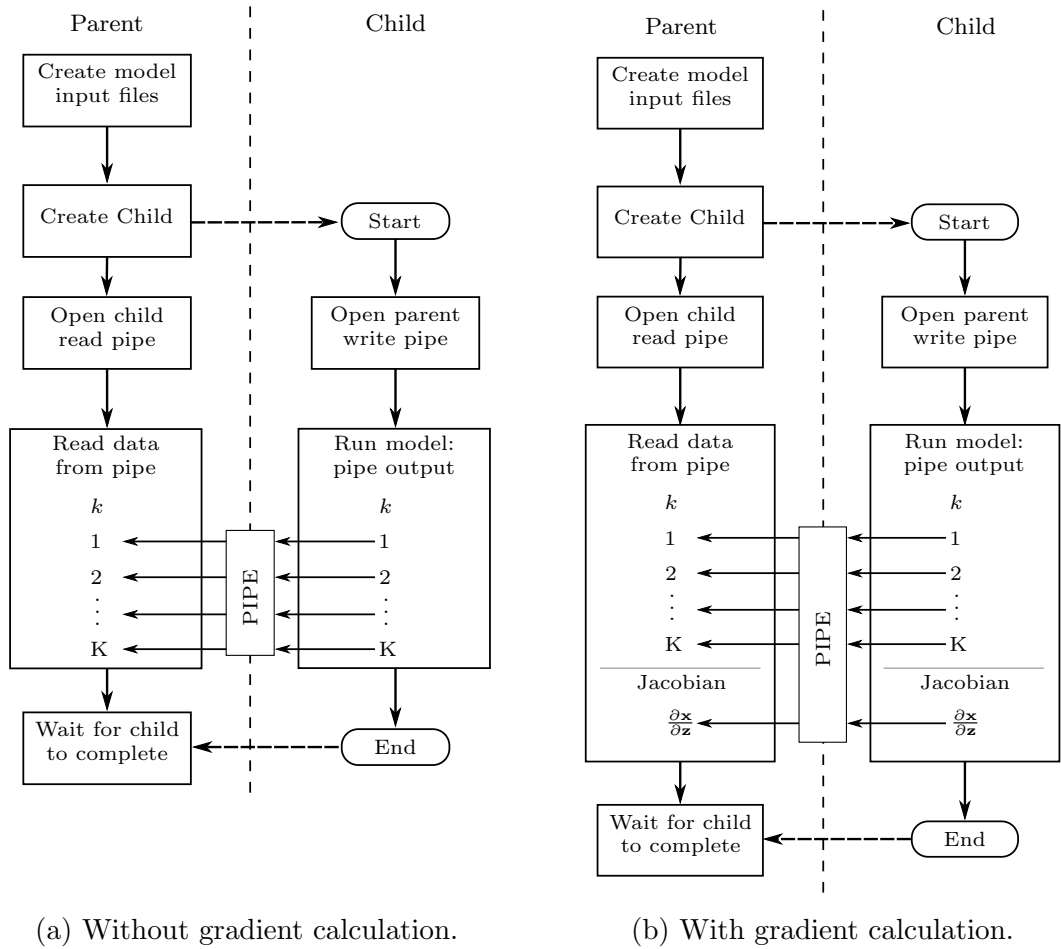 Parent
Child
Create model
input files
Create Child
Start
Open child
read pipe
Open parent
write pipe
Read data
from pipe
Run model:
pipe output
k
k
1
1
2
2
⋮
⋮
K
K
PIPE
Wait for child
to complete
End
(a) Without gradient calculation.
Parent
Child
Create model
input files
Create Child
Start
Open child
read pipe
Open parent
write pipe
Read data
from pipe
Run model:
pipe output
k
k
1
1
2
2
⋮
⋮
K
K
PIPE
Jacobian
Jacobian
∂x/∂z
∂x/∂z
Wait for child
to complete
End
(b) With gradient calculation.